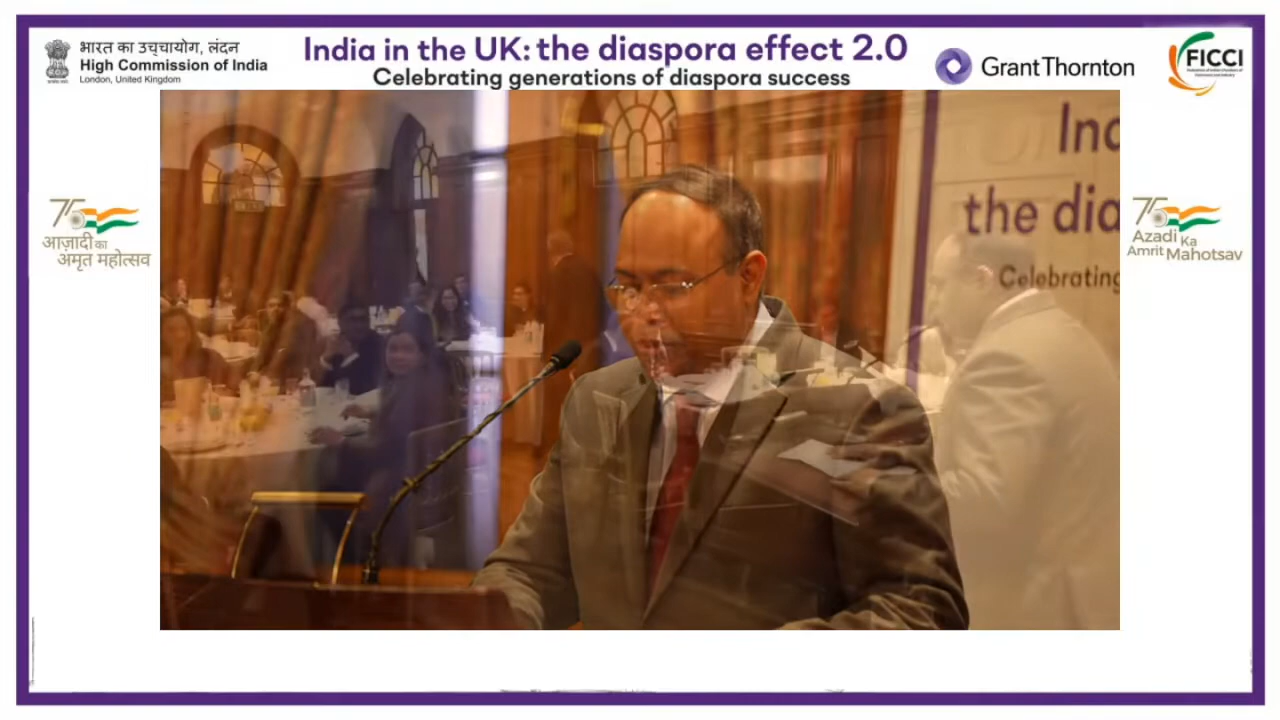 भारत का उच्चायोग, लंदन
High Commission of India
London, United Kingdom
India in the UK: the diaspora effect 2.0
Celebrating generations of diaspora success
Grant Thornton
FICCI
75
आज़ादी का
अमृत महोत्सव
Ind
the dia
Celebrating
75
Azadi Ka
Amrit Mahotsav